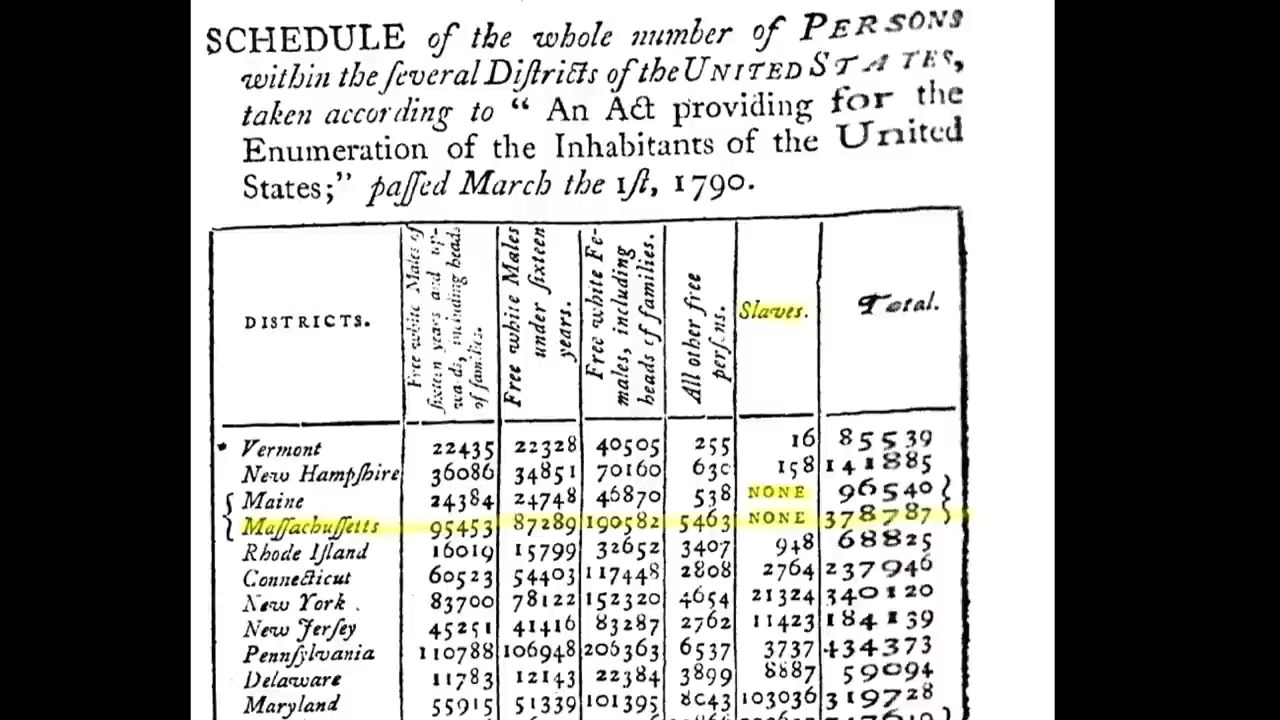 SCHEDULE of the whole number of PERSONS
within the ſeveral Diſtricts of the UNITED STATES,
taken according to “ An Act providing for the
Enumeration of the Inhabitants of the United
States;” paſſed March the 1ſt, 1790.
DISTRICTS.
Free white Males of
ſixteen years and up-
wards, including heads
of families.
Free white Males
under ſixteen
years.
Free white Fe-
males, including
heads of families.
All other free
perſons.
Slaves.
Total.
* Vermont 22435 22328 40505 255 16 85539
New Hampſhire 36086 34851 70160 630 158 141885
{ Maine 24384 24748 46870 538 NONE 96540 }
{ Maſſachuſſetts 95453 87289 190582 5463 NONE 378787 }
Rhode Iſland 16019 15799 32652 3407 948 68825
Connecticut 60523 54403 117448 2808 2764 237946
New York . 83700 78122 152320 4654 21324 340120
New Jerſey 45251 41416 83287 2762 11423 184139
Pennſylvania 110788 106948 206363 6537 3737 434373
Delaware 11783 12143 22384 3899 8887 59094
Maryland 55915 51339 101395 8043 103036 319728